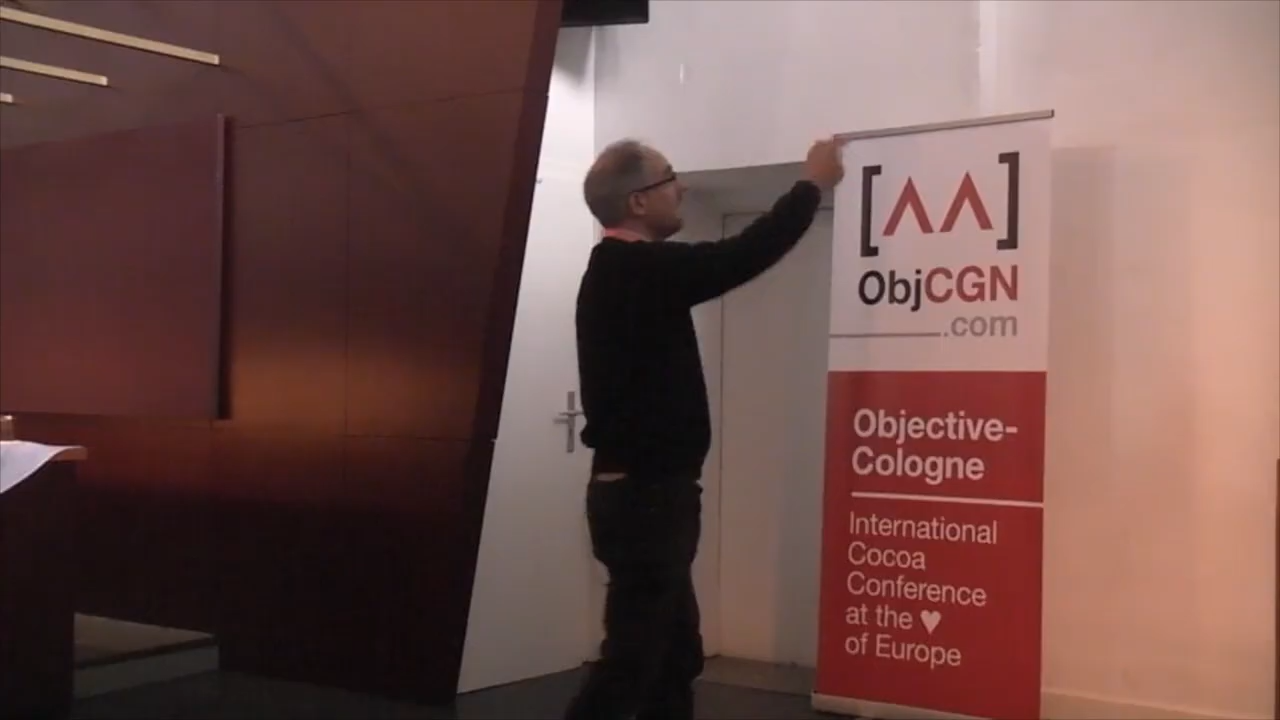 [^^]
ObjCGN
.com
Objective-
Cologne
International
Cocoa
Conference
at the ♥
of Europe